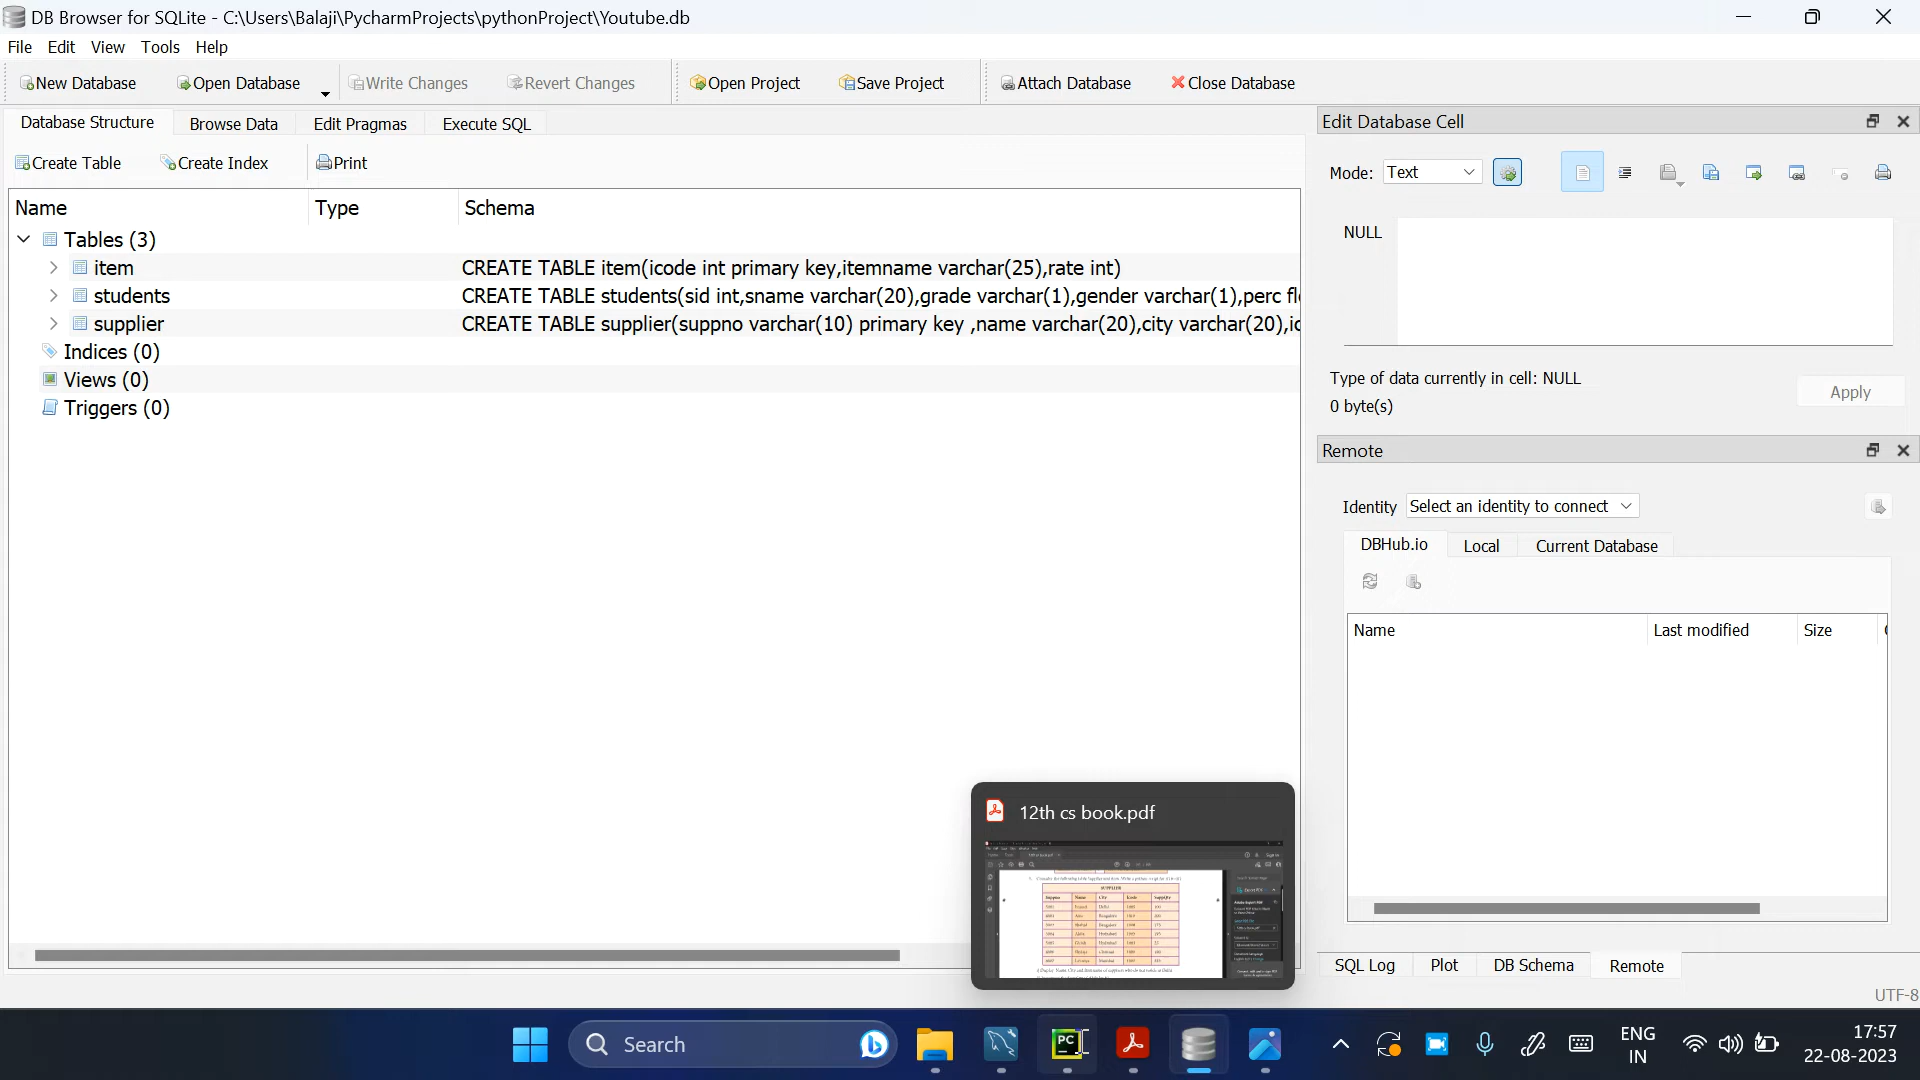 DB Browser for SQLite - C:\Users\Balaji\PycharmProjects\pythonProject\Youtube.db
File Edit View Tools Help
New Database Open Database Write Changes Revert Changes Open Project Save Project Attach Database Close Database
Database Structure Browse Data Edit Pragmas Execute SQL
Create Table Create Index Print
Name Type Schema
Tables (3)
item CREATE TABLE item(icode int primary key,itemname varchar(25),rate int)
students CREATE TABLE students(sid int,sname varchar(20),grade varchar(1),gender varchar(1),perc fl
supplier CREATE TABLE supplier(suppno varchar(10) primary key ,name varchar(20),city varchar(20),ic
Indices (0)
Views (0)
Triggers (0)
Edit Database Cell
Mode: Text
NULL
Type of data currently in cell: NULL
0 byte(s)
Apply
Remote
Identity Select an identity to connect
DBHub.io Local Current Database
Name Last modified Size
12th cs book.pdf
SUPPLIER
SQL Log Plot DB Schema Remote
UTF-8
Search
PC
ENG
IN
17:57
22-08-2023